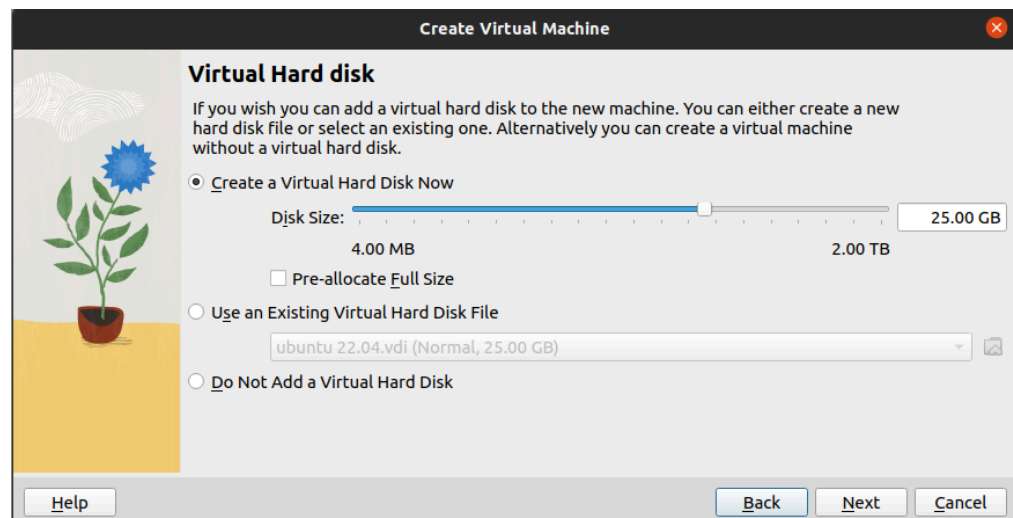 Create Virtual Machine
Virtual Hard disk
If you wish you can add a virtual hard disk to the new machine. You can either create a new
hard disk file or select an existing one. Alternatively you can create a virtual machine
without a virtual hard disk.
Create a Virtual Hard Disk Now
Disk Size:
25.00 GB
4.00 MB
2.00 TB
Pre-allocate Full Size
Use an Existing Virtual Hard Disk File
ubuntu 22.04.vdi (Normal, 25.00 GB)
Do Not Add a Virtual Hard Disk
Help
Back
Next
Cancel